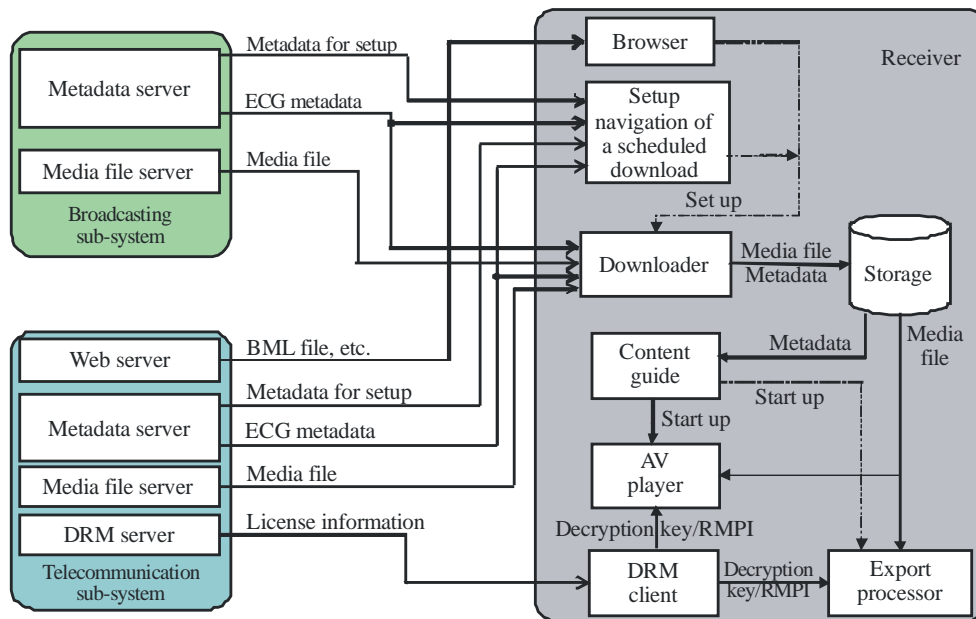 Metadata server
Media file server
Broadcasting
sub-system
Metadata for setup
ECG metadata
Media file
Web server
Metadata server
Media file server
DRM server
Telecommunication
sub-system
BML file, etc.
Metadata for setup
ECG metadata
Media file
License information
Receiver
Browser
Setup
navigation of
a scheduled
download
Set up
Downloader
Media file
Metadata
Storage
Metadata
Media
file
Content
guide
Start up
Start up
AV
player
Decryption key/RMPI
DRM
client
Decryption
key/RMPI
Export
processor